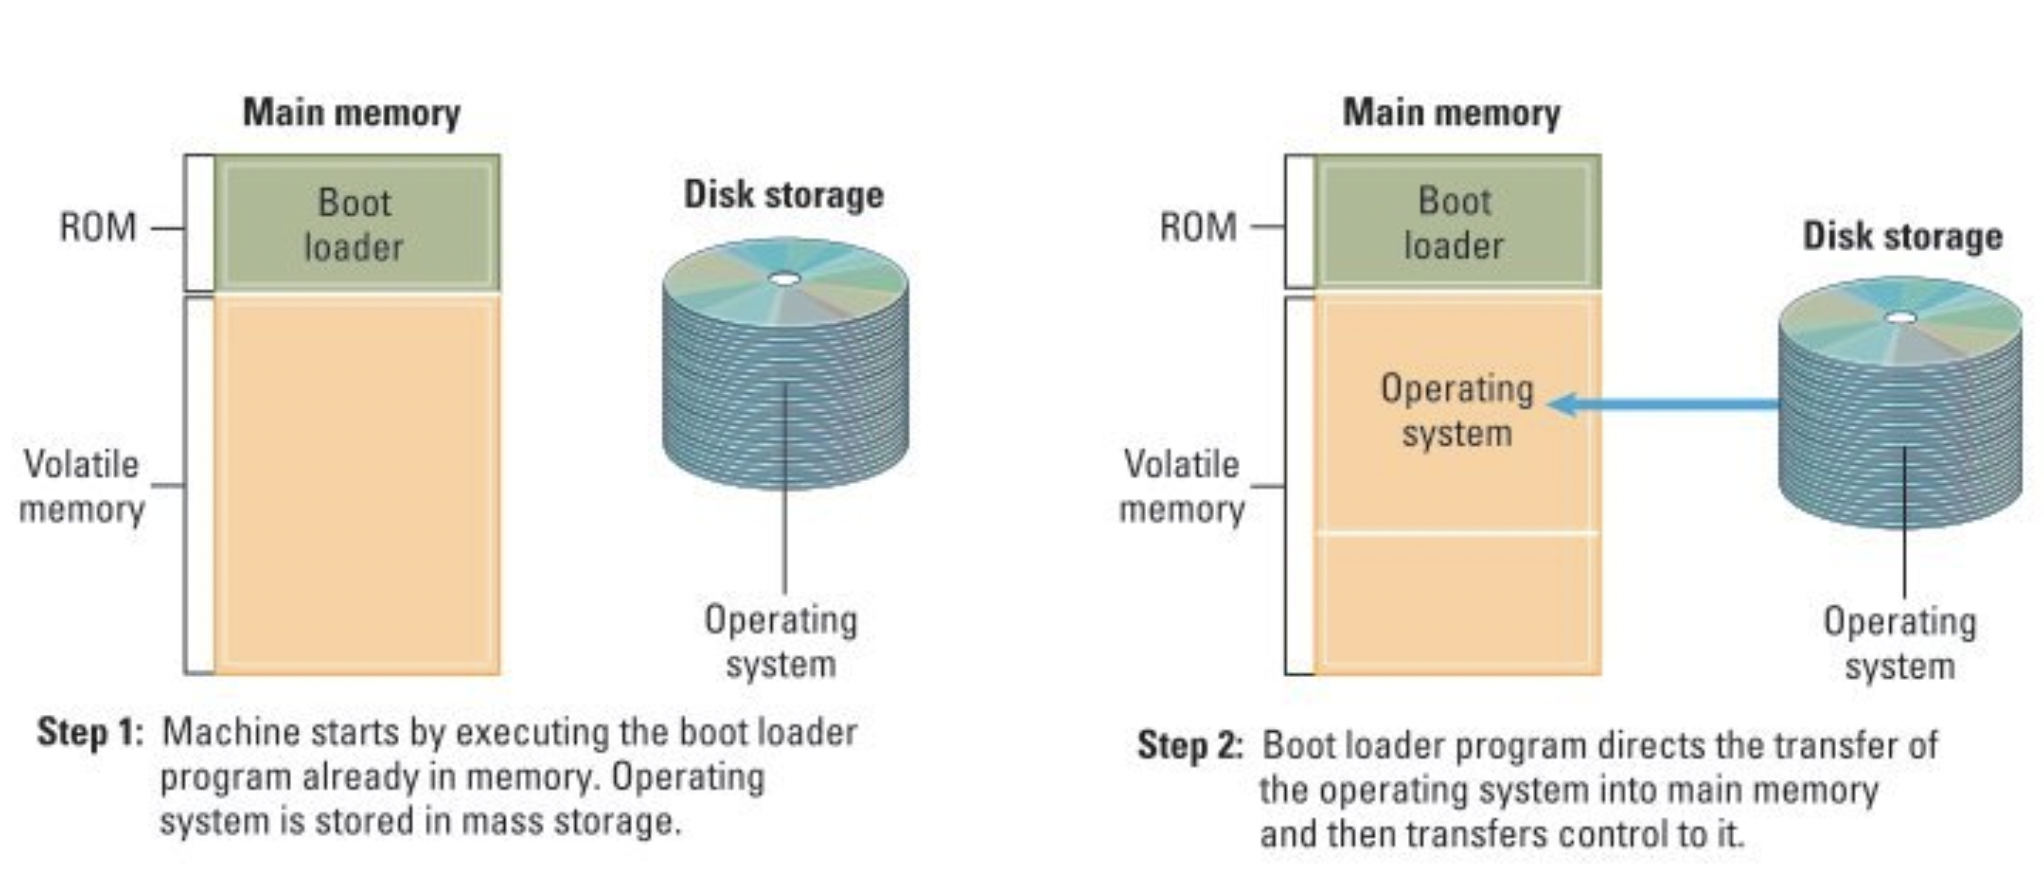 Main memory
ROM
Boot
loader
Volatile
memory
Disk storage
Operating
system
Step 1: Machine starts by executing the boot loader
program already in memory. Operating
system is stored in mass storage.
Main memory
ROM
Boot
loader
Volatile
memory
Operating
system
Disk storage
Operating
system
Step 2: Boot loader program directs the transfer of
the operating system into main memory
and then transfers control to it.